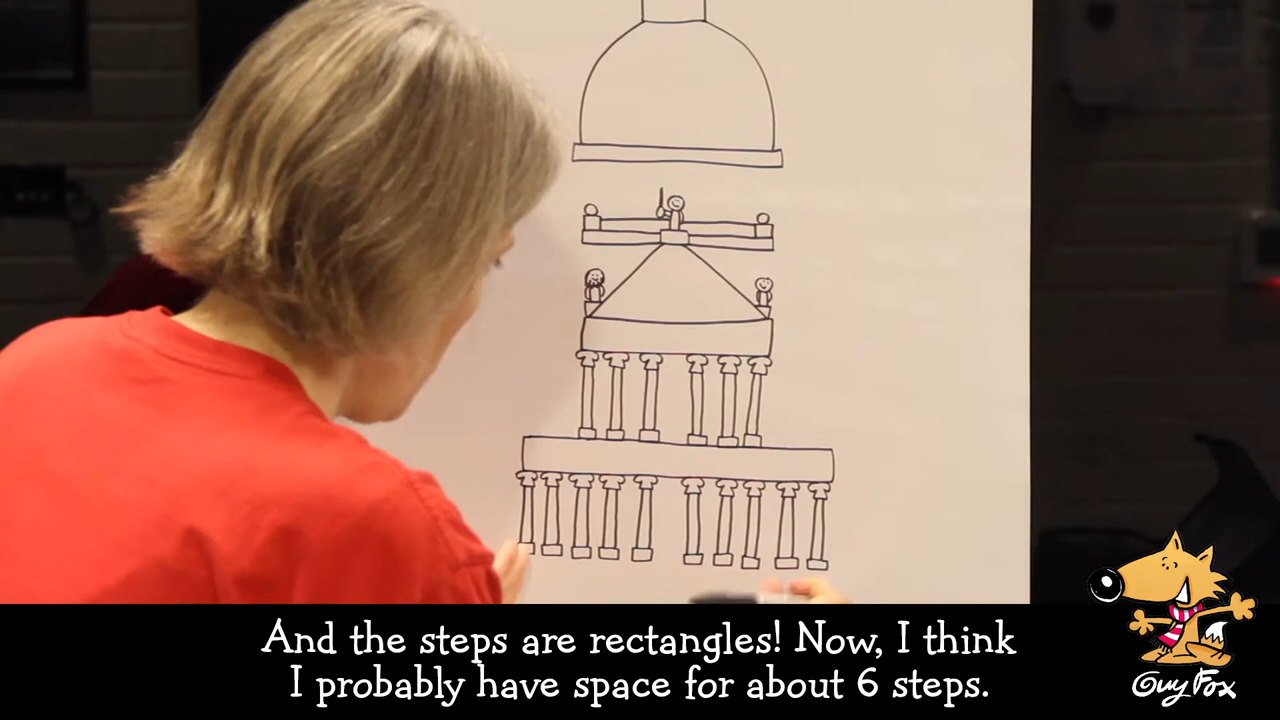 And the steps are rectangles! Now, I think
I probably have space for about 6 steps.
Guy Fox